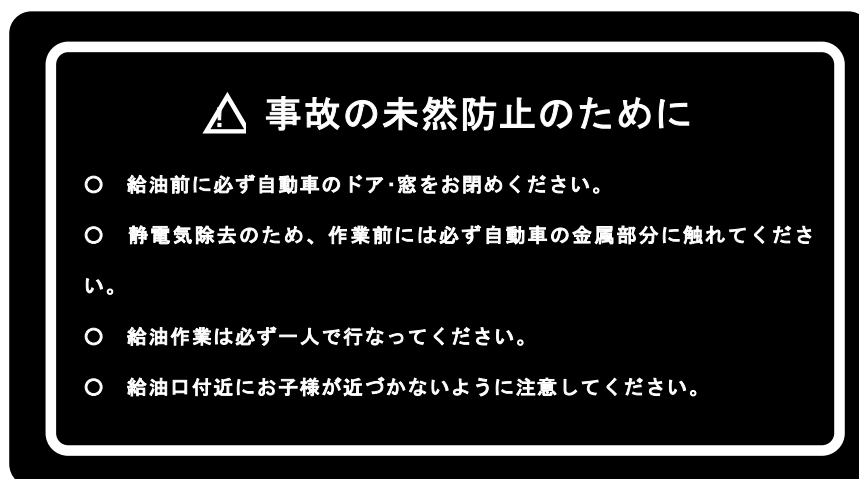 ⚠ 事故の未然防止のために
○ 給油前に必ず自動車のドア･窓をお閉めください。
○ 静電気除去のため、作業前には必ず自動車の金属部分に触れてくださ
い。
○ 給油作業は必ず一人で行なってください。
○ 給油口付近にお子様が近づかないように注意してください。